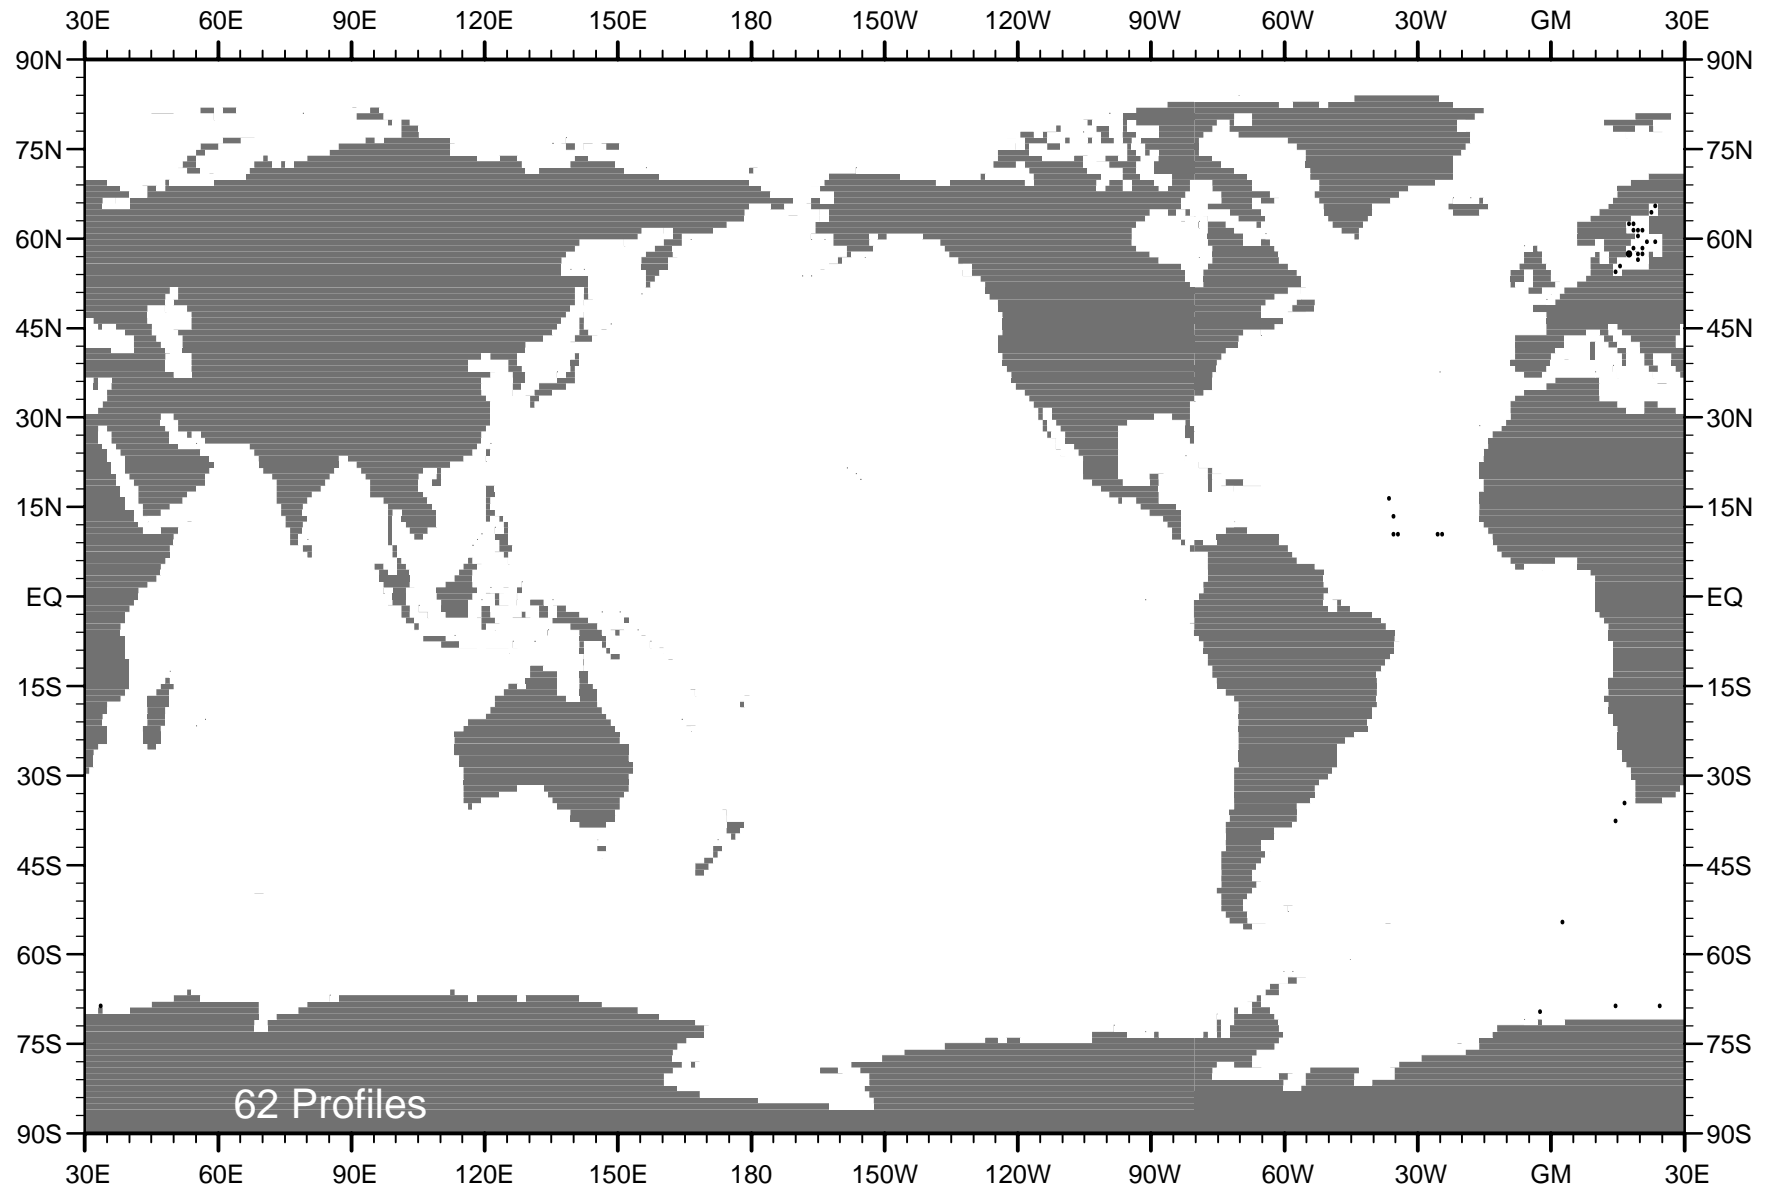 30E 60E 90E 120E 150E 180 150W 120W 90W 60W 30W GM 30E
90N 90N
75N 75N
60N 60N
45N 45N
30N 30N
15N 15N
EQ EQ
15S 15S
30S 30S
45S 45S
60S 60S
75S 75S
62 Profiles
90S 90S
30E 60E 90E 120E 150E 180 150W 120W 90W 60W 30W GM 30E